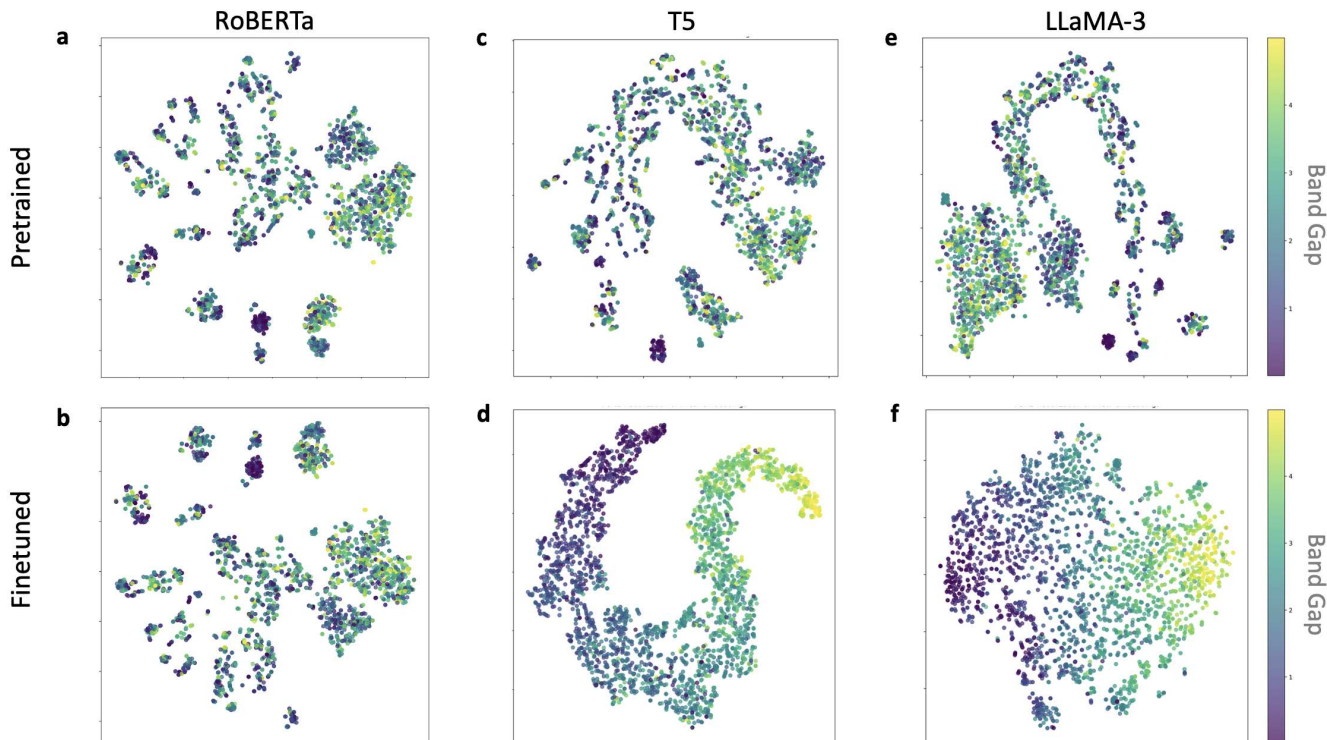 RoBERTa
T5
LLaMA-3
a
c
e
Pretrained
4
3
2
1
Band Gap
b
d
f
Finetuned
4
3
2
1
Band Gap